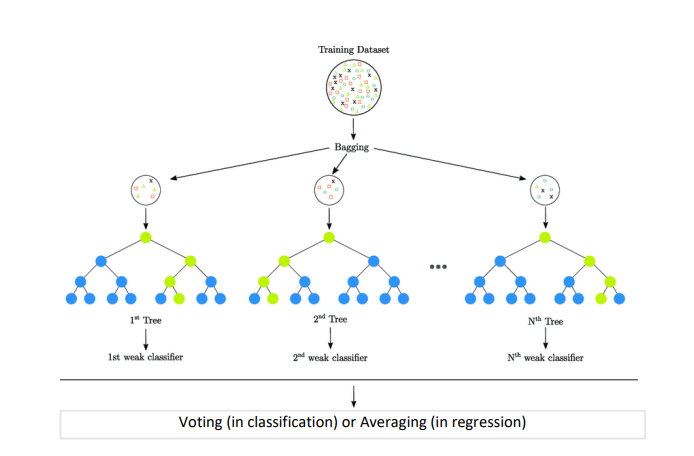 Training Dataset
Bagging
1st Tree
2nd Tree
Nth Tree
1st weak classifier
2nd weak classifier
Nth weak classifier
Voting (in classification) or Averaging (in regression)